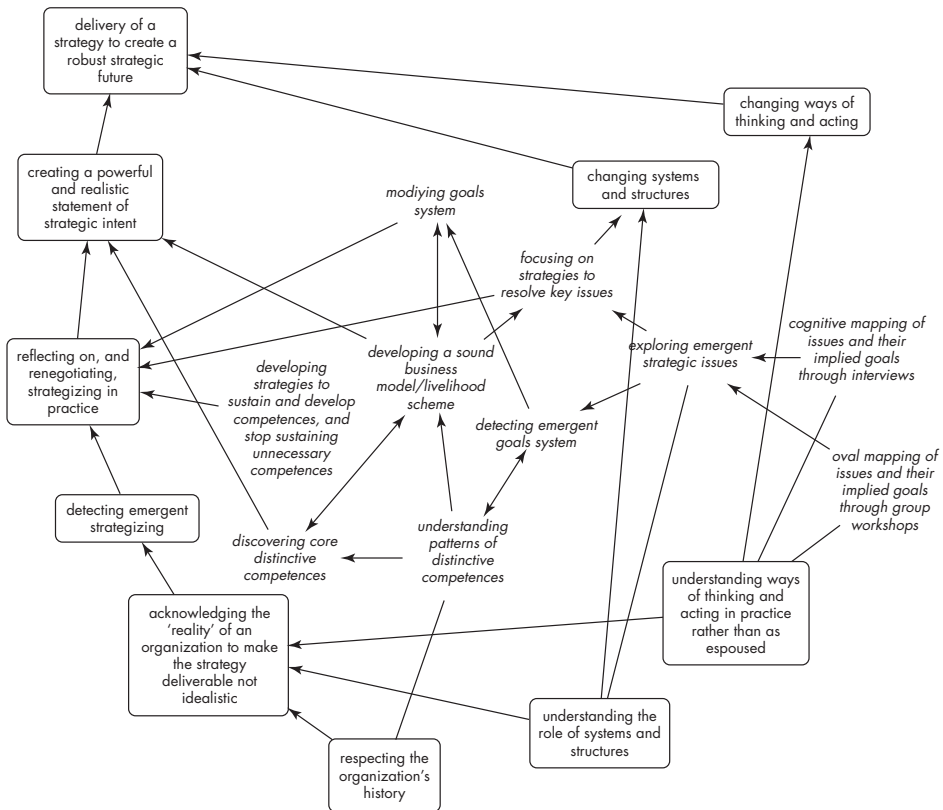 delivery of a
strategy to create a
robust strategic
future
changing ways of
thinking and acting
creating a powerful
and realistic
statement of
strategic intent
modiying goals
system
changing systems
and structures
focusing on
strategies to
resolve key issues
reflecting on, and
renegotiating,
strategizing in
practice
developing
strategies to
sustain and develop
competences, and
stop sustaining
unnecessary
competences
developing a sound
business
model/livelihood
scheme
exploring emergent
strategic issues
cognitive mapping of
issues and their
implied goals
through interviews
detecting emergent
goals system
oval mapping of
issues and their
implied goals
through group
workshops
detecting emergent
strategizing
discovering core
distinctive
competences
understanding
patterns of
distinctive
competences
understanding ways
of thinking and
acting in practice
rather than as
espoused
acknowledging the
‘reality’ of an
organization to make
the strategy
deliverable not
idealistic
understanding the
role of systems and
structures
respecting the
organization’s
history